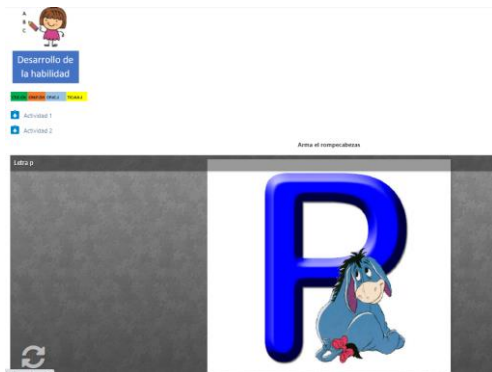 A
B
C
Desarrollo de
la habilidad
Actividad 1
Actividad 2
Arma el rompecabezas
Letra p
P